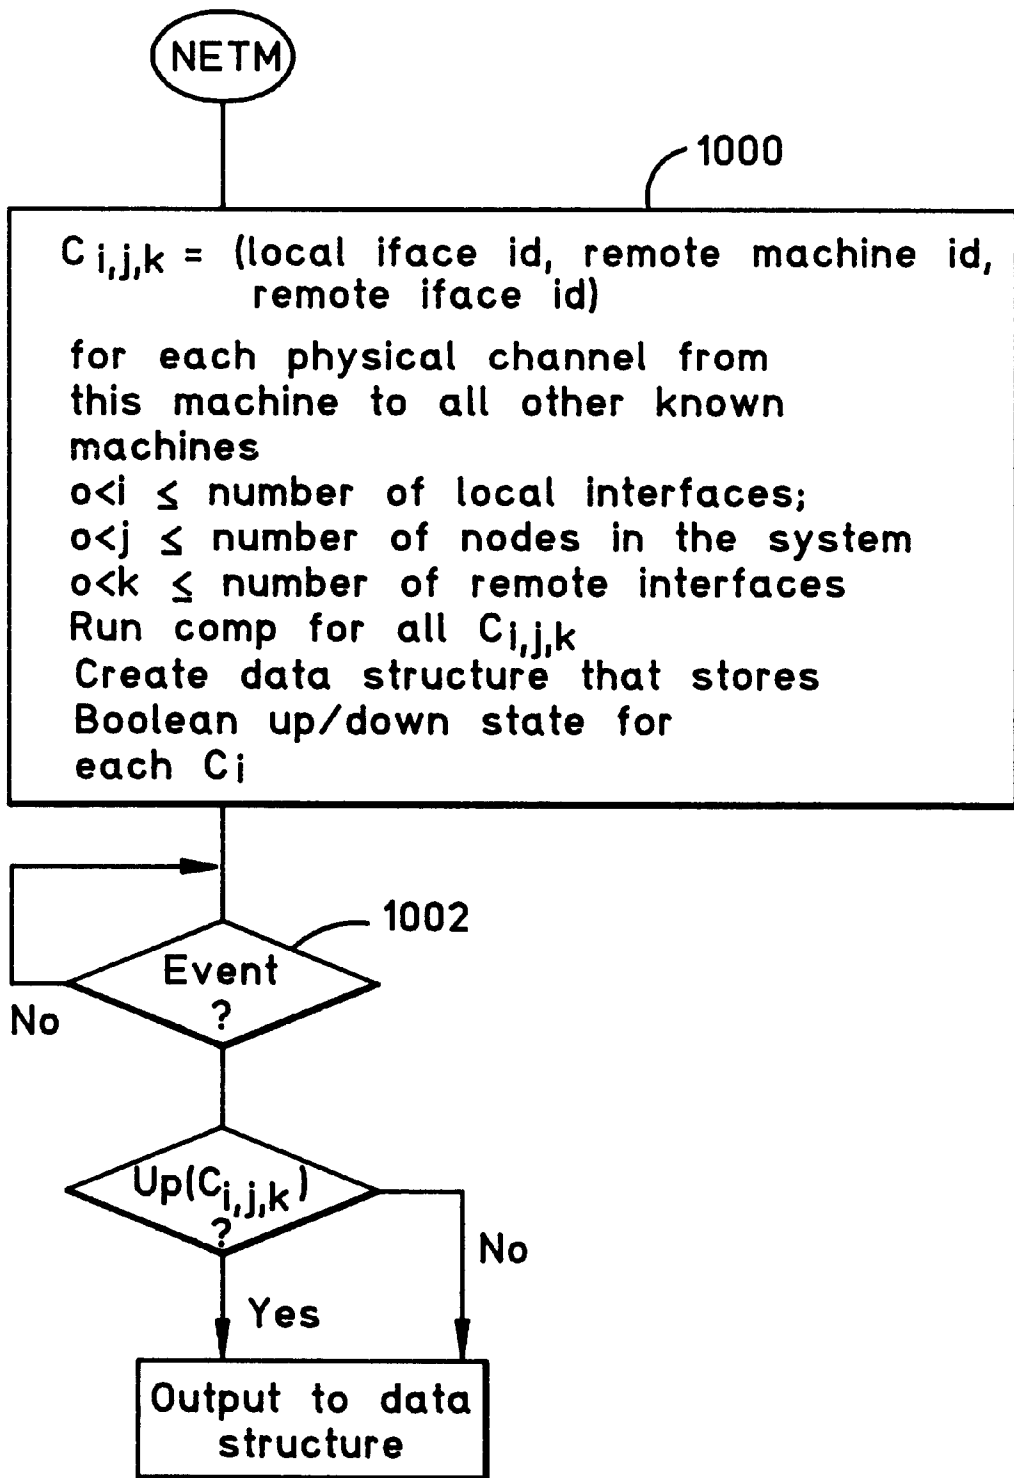 NETM
1000
C i,j,k = (local iface id, remote machine id,
remote iface id)
for each physical channel from
this machine to all other known
machines
o<i ≤ number of local interfaces;
o<j ≤ number of nodes in the system
o<k ≤ number of remote interfaces
Run comp for all C i,j,k
Create data structure that stores
Boolean up/down state for
each Ci
1002
Event
?
No
Up(C i,j,k)
?
No
Yes
Output to data
structure